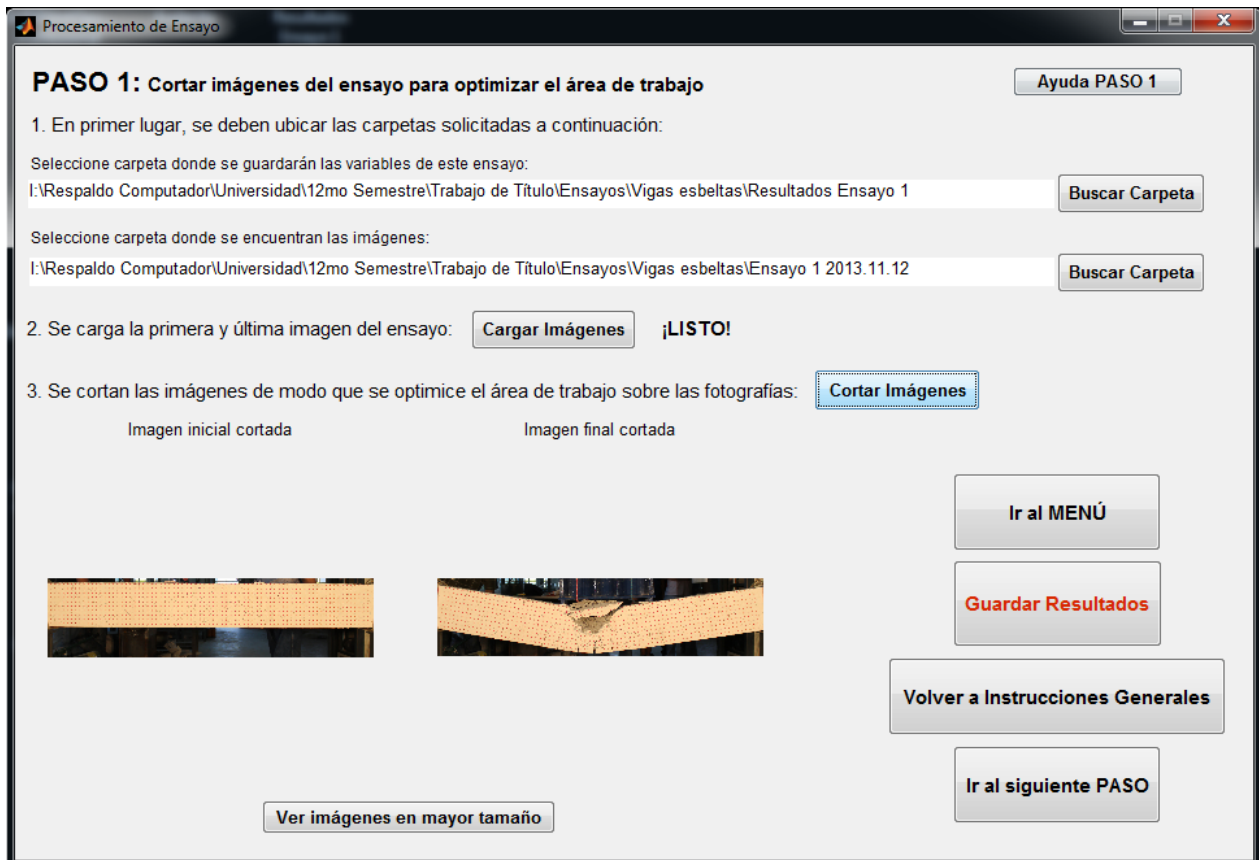 Procesamiento de Ensayo
PASO 1: Cortar imágenes del ensayo para optimizar el área de trabajo
Ayuda PASO 1
1. En primer lugar, se deben ubicar las carpetas solicitadas a continuación:
Seleccione carpeta donde se guardarán las variables de este ensayo:
I:\Respaldo Computador\Universidad\12mo Semestre\Trabajo de Título\Ensayos\Vigas esbeltas\Resultados Ensayo 1
Buscar Carpeta
Seleccione carpeta donde se encuentran las imágenes:
I:\Respaldo Computador\Universidad\12mo Semestre\Trabajo de Título\Ensayos\Vigas esbeltas\Ensayo 1 2013.11.12
Buscar Carpeta
2. Se carga la primera y última imagen del ensayo:
Cargar Imágenes
¡LISTO!
3. Se cortan las imágenes de modo que se optimice el área de trabajo sobre las fotografías:
Cortar Imágenes
Imagen inicial cortada
Imagen final cortada
Ir al MENÚ
Guardar Resultados
Volver a Instrucciones Generales
Ir al siguiente PASO
Ver imágenes en mayor tamaño